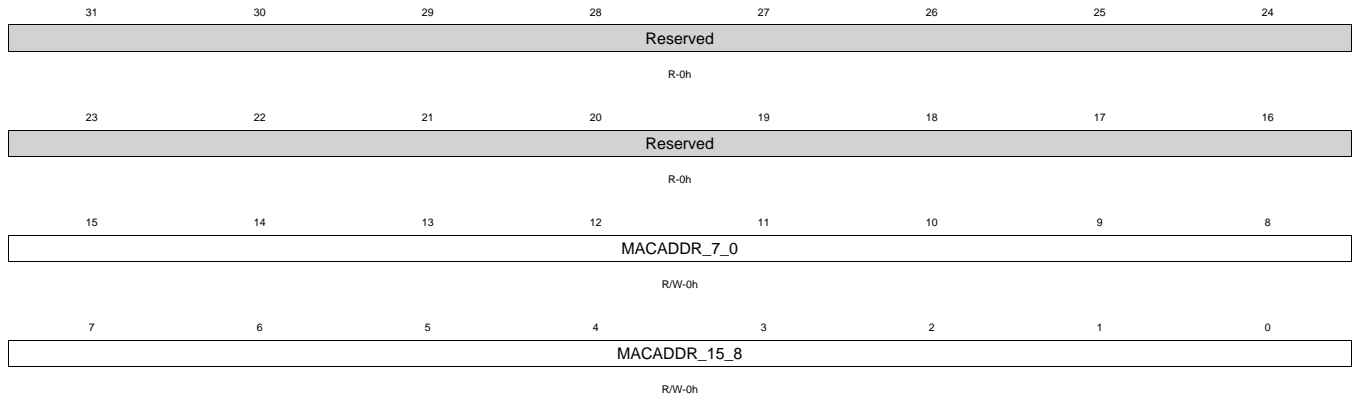 31 30 29 28 27 26 25 24
Reserved
R-0h
23 22 21 20 19 18 17 16
Reserved
R-0h
15 14 13 12 11 10 9 8
MACADDR_7_0
R/W-0h
7 6 5 4 3 2 1 0
MACADDR_15_8
R/W-0h